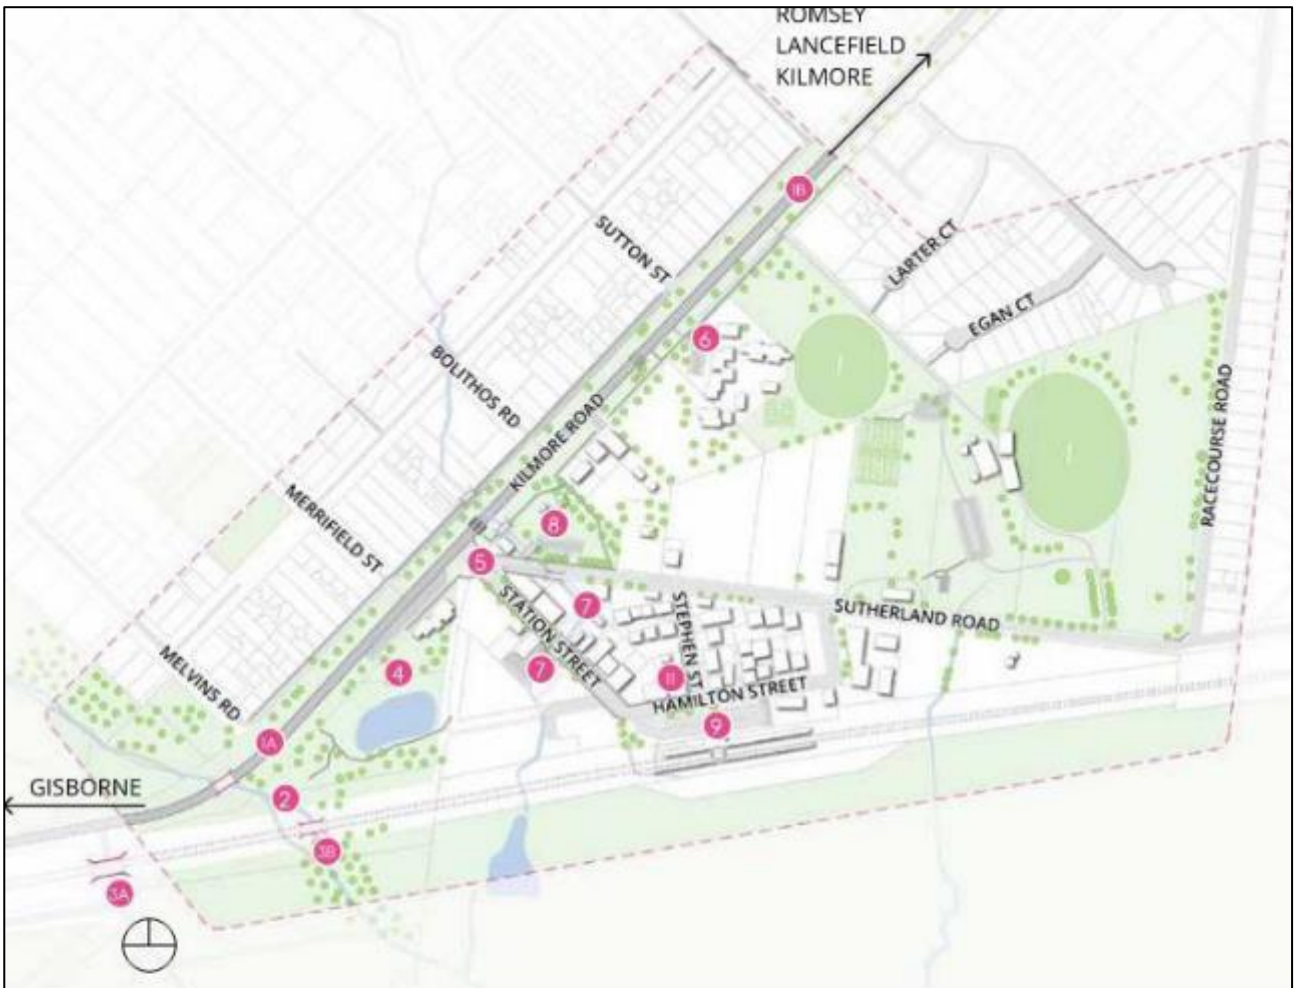 ROMSEY
LANCEFIELD
KILMORE
1B
SUTTON ST
LARTER CT
EGAN CT
6
BOLITHOS RD
KILMORE ROAD
RACECOURSE ROAD
MERRIFIELD ST
8
5
STATION STREET
7
STEPHEN ST
SUTHERLAND ROAD
MELVINS RD
4
7
11
HAMILTON STREET
9
1A
GISBORNE
2
3B
3A